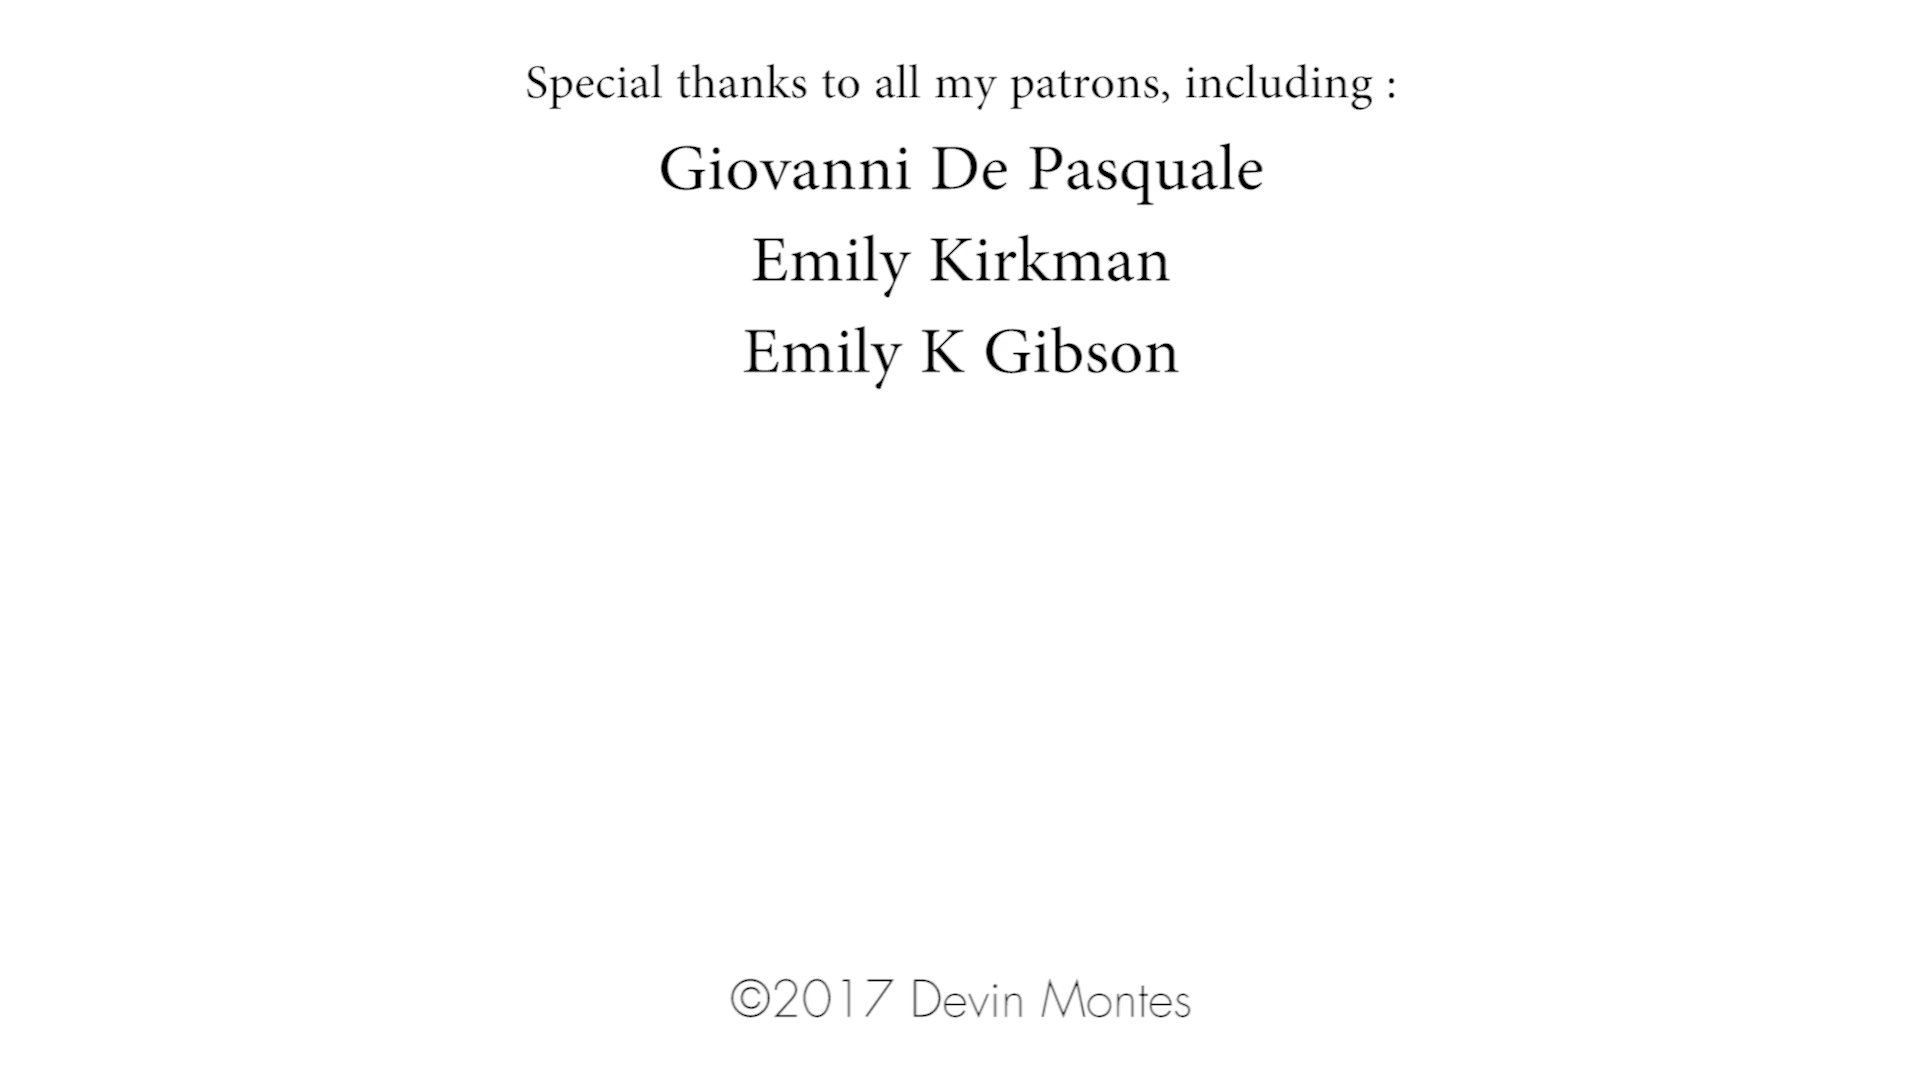 Special thanks to all my patrons, including :
Giovanni De Pasquale
Emily Kirkman
Emily K Gibson
©2017 Devin Montes